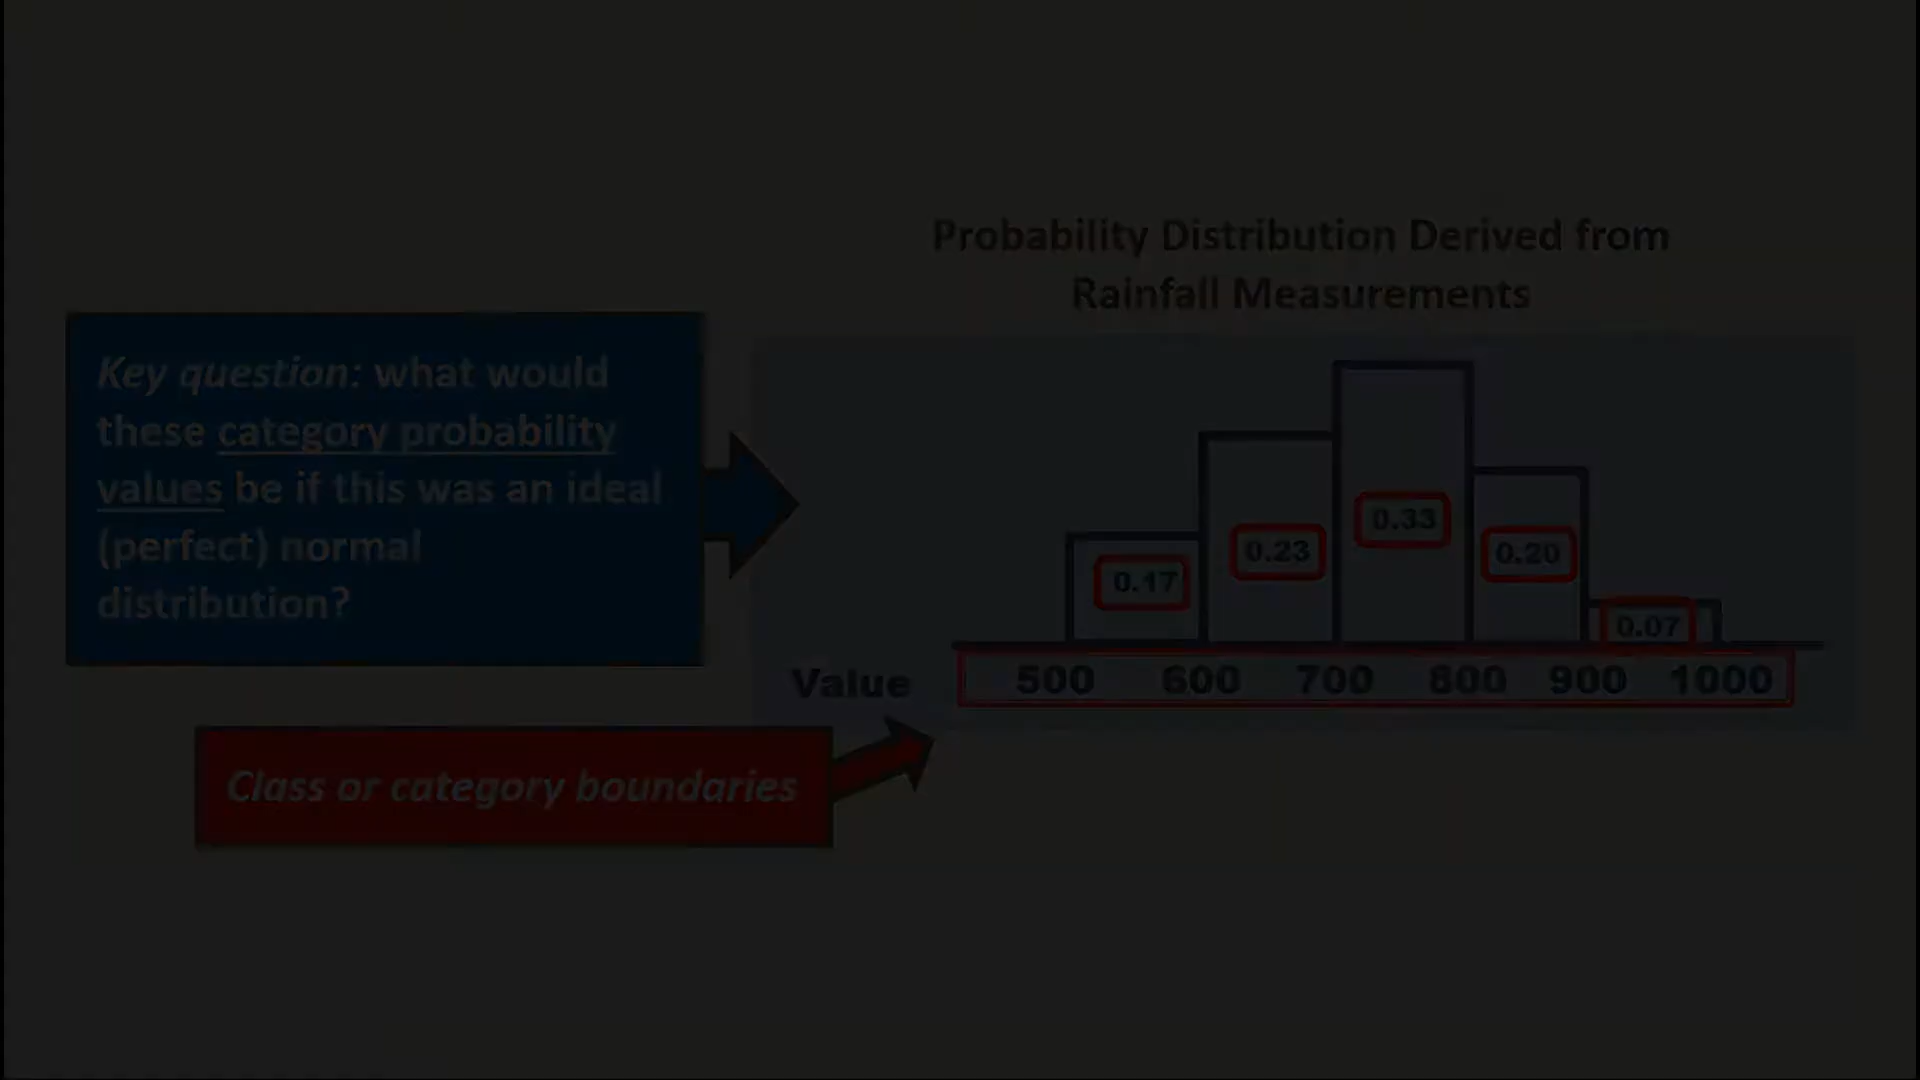 Probability Distribution Derived from
Rainfall Measurements
Key question: what would
these category probability
values be if this was an ideal
(perfect) normal
distribution?
0.17
0.23
0.33
0.20
0.07
Value
500 600 700 800 900 1000
Class or category boundaries